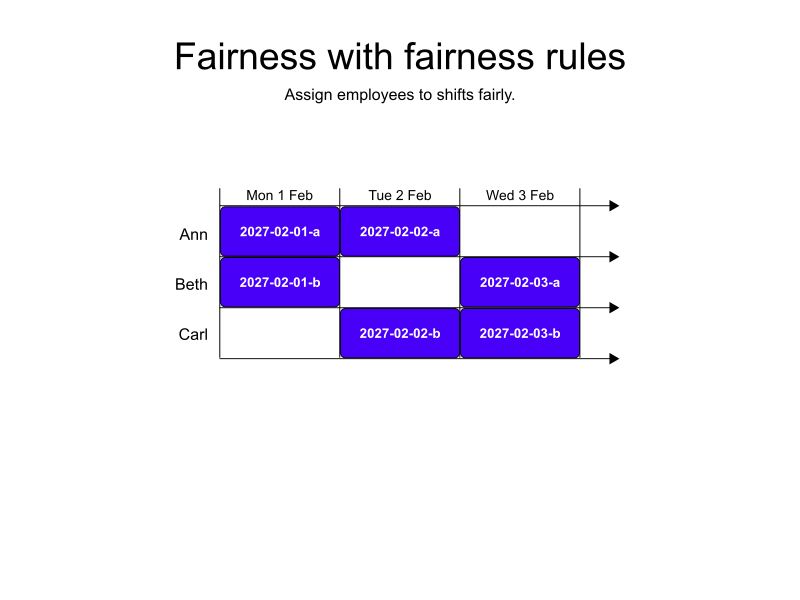 Fairness with fairness rules
Assign employees to shifts fairly.
Mon 1 Feb Tue 2 Feb Wed 3 Feb
Ann 2027-02-01-a 2027-02-02-a
Beth 2027-02-01-b 2027-02-03-a
Carl 2027-02-02-b 2027-02-03-b